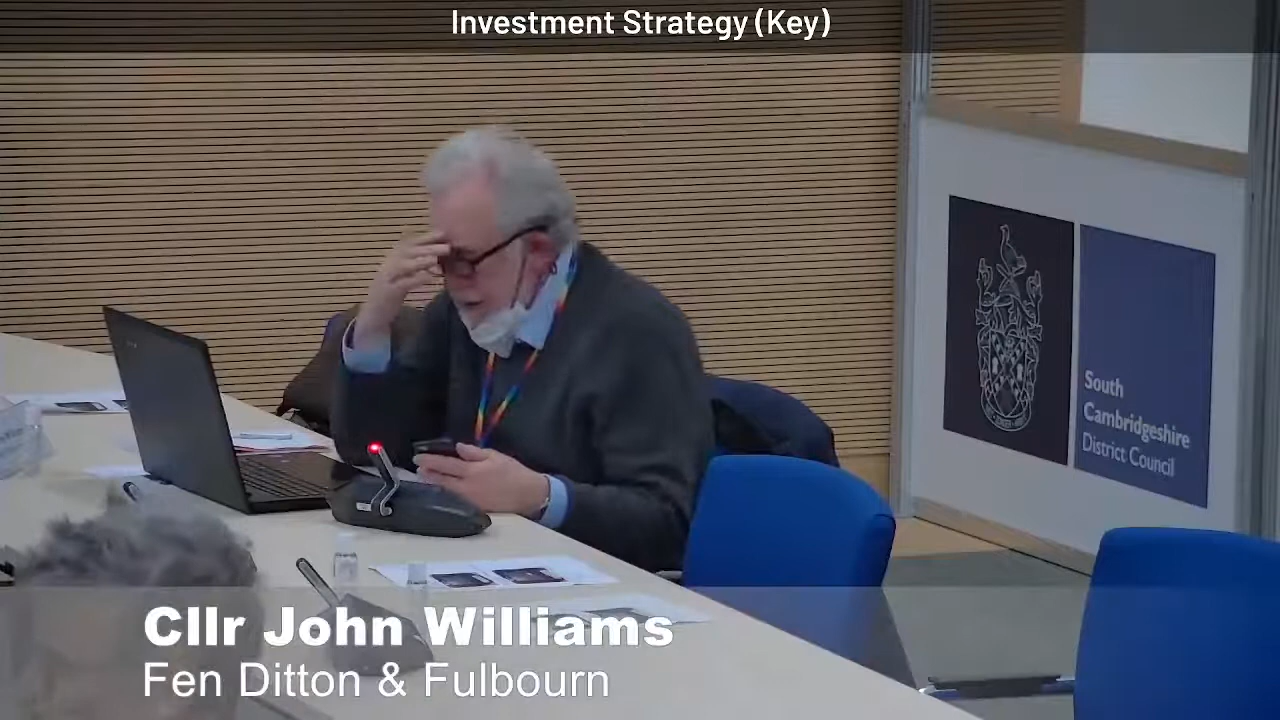 Investment Strategy (Key)
South
Cambridgeshire
District Council
Cllr John Williams
Fen Ditton & Fulbourn